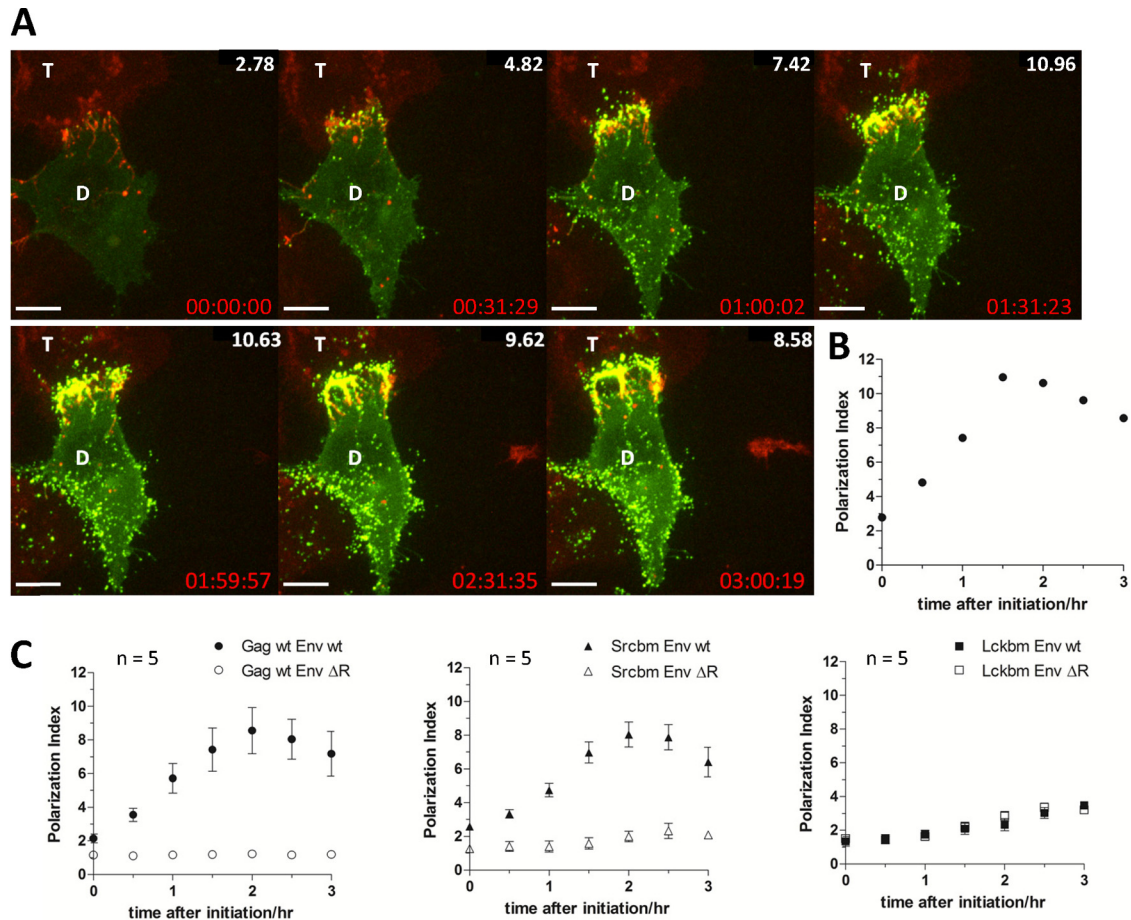 A
T 2.78 T 4.82 T 7.42 T 10.96
D D D D
00:00:00 00:31:29 01:00:02 01:31:23
T 10.63 T 9.62 T 8.58
D D D
01:59:57 02:31:35 03:00:19
B
12
10
8
6
4
2
0 1 2 3
Polarization Index
time after initiation/hr
C
n = 5
Gag wt Env wt
Gag wt Env ΔR
12
10
8
6
4
2
0
0 1 2 3
Polarization Index
time after initiation/hr
n = 5
Srcbm Env wt
Srcbm Env ΔR
12
10
8
6
4
2
0
0 1 2 3
Polarization Index
time after initiation/hr
n = 5
Lckbm Env wt
Lckbm Env ΔR
12
10
8
6
4
2
0
0 1 2 3
Polarization Index
time after initiation/hr